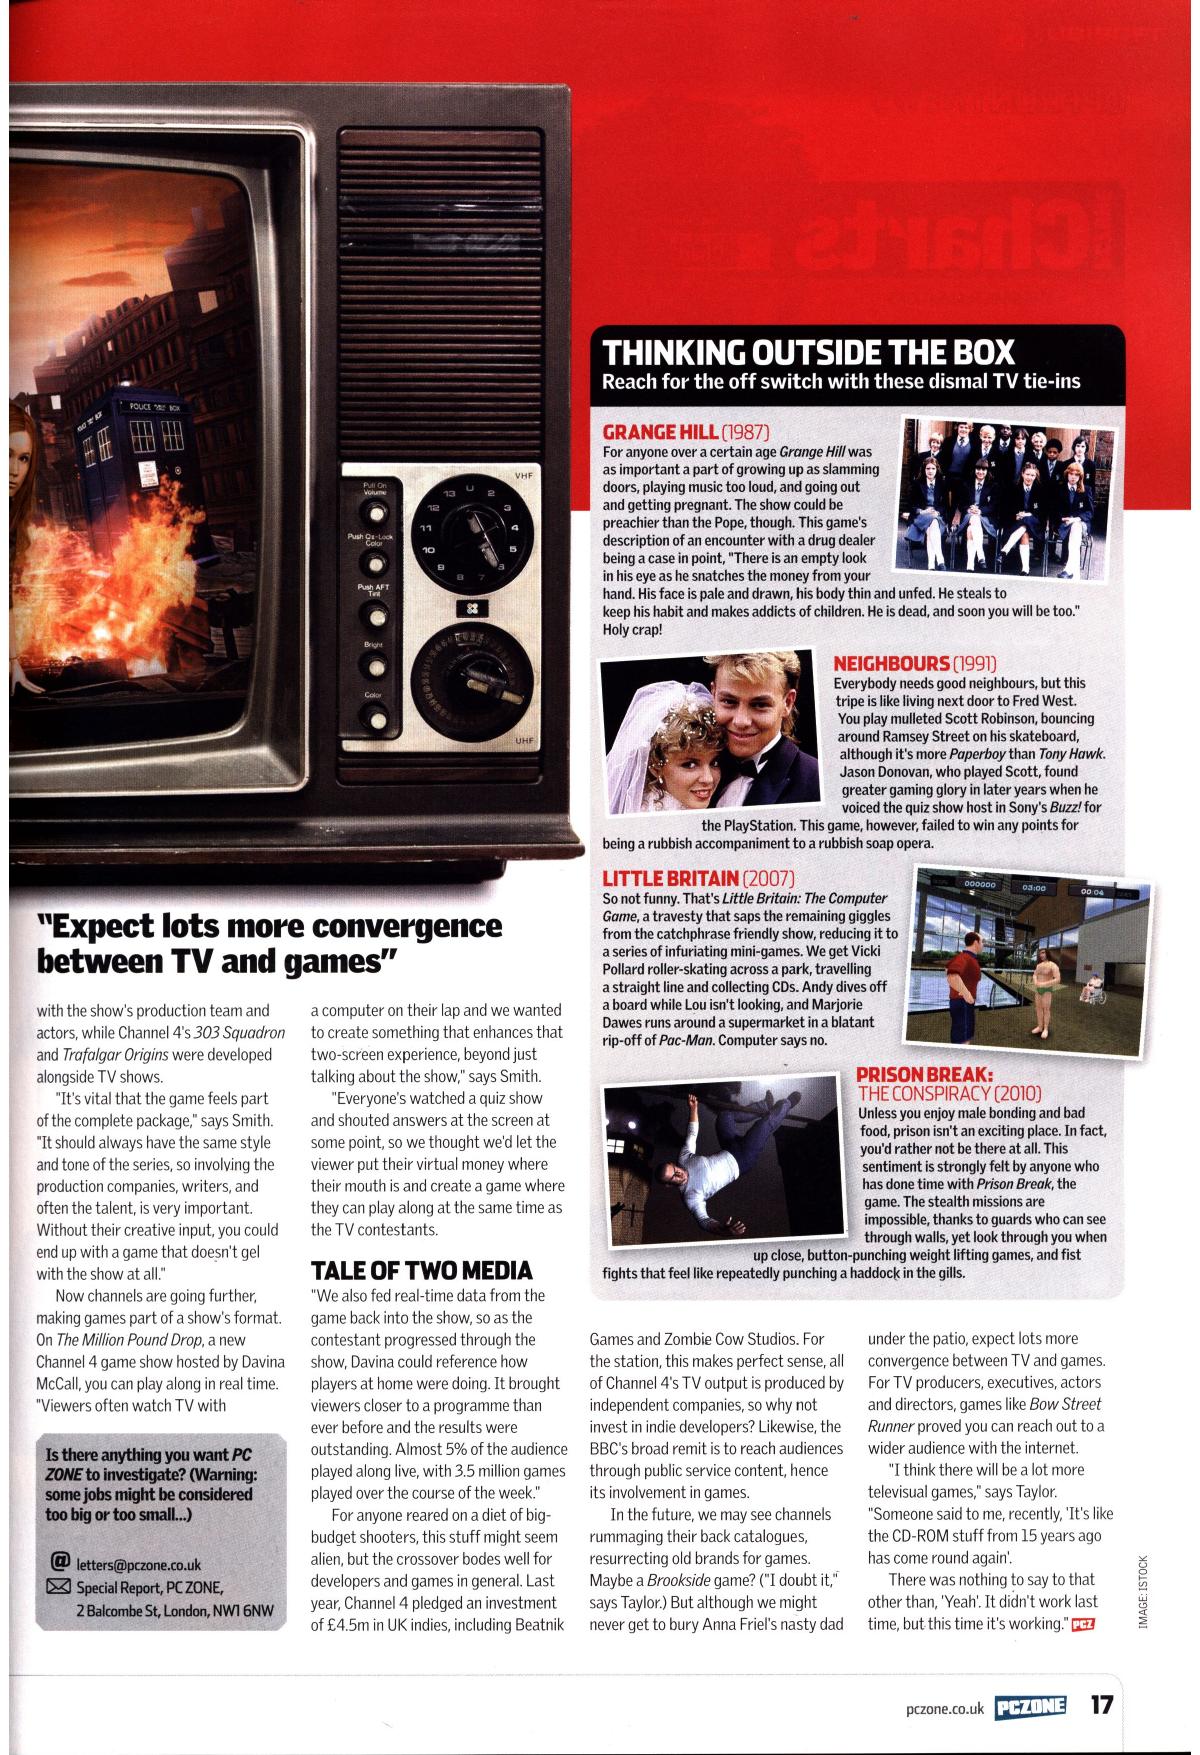 POLICE BOX
POLICE BOX
VHF
Pull On
Volume
Push Co-Lock
Color
Push AFT
Tint
Bright
Color
13 U 2
12 3
11 4
10 5
9 6
8 7
UHF
THINKING OUTSIDE THE BOX
Reach for the off switch with these dismal TV tie-ins
GRANGE HILL (1987)
For anyone over a certain age Grange Hill was
as important a part of growing up as slamming
doors, playing music too loud, and going out
and getting pregnant. The show could be
preachier than the Pope, though. This game's
description of an encounter with a drug dealer
being a case in point, "There is an empty look
in his eye as he snatches the money from your
hand. His face is pale and drawn, his body thin and unfed. He steals to
keep his habit and makes addicts of children. He is dead, and soon you will be too."
Holy crap!
NEIGHBOURS (1991)
Everybody needs good neighbours, but this
tripe is like living next door to Fred West.
You play mulleted Scott Robinson, bouncing
around Ramsey Street on his skateboard,
although it's more Paperboy than Tony Hawk.
Jason Donovan, who played Scott, found
greater gaming glory in later years when he
voiced the quiz show host in Sony's Buzz! for
the PlayStation. This game, however, failed to win any points for
being a rubbish accompaniment to a rubbish soap opera.
LITTLE BRITAIN (2007)
So not funny. That's Little Britain: The Computer
Game, a travesty that saps the remaining giggles
from the catchphrase friendly show, reducing it to
a series of infuriating mini-games. We get Vicki
Pollard roller-skating across a park, travelling
a straight line and collecting CDs. Andy dives off
a board while Lou isn't looking, and Marjorie
Dawes runs around a supermarket in a blatant
rip-off of Pac-Man. Computer says no.
000000 03:00 00:04
PRISON BREAK:
THE CONSPIRACY (2010)
Unless you enjoy male bonding and bad
food, prison isn't an exciting place. In fact,
you'd rather not be there at all. This
sentiment is strongly felt by anyone who
has done time with Prison Break, the
game. The stealth missions are
impossible, thanks to guards who can see
through walls, yet look through you when
up close, button-punching weight lifting games, and fist
fights that feel like repeatedly punching a haddock in the gills.
"Expect lots more convergence
between TV and games"
with the show's production team and
actors, while Channel 4's 303 Squadron
and Trafalgar Origins were developed
alongside TV shows.
"It's vital that the game feels part
of the complete package," says Smith.
"It should always have the same style
and tone of the series, so involving the
production companies, writers, and
often the talent, is very important.
Without their creative input, you could
end up with a game that doesn't gel
with the show at all."
Now channels are going further,
making games part of a show's format.
On The Million Pound Drop, a new
Channel 4 game show hosted by Davina
McCall, you can play along in real time.
"Viewers often watch TV with
Is there anything you want PC
ZONE to investigate? (Warning:
some jobs might be considered
too big or too small...)
@ letters@pczone.co.uk
Special Report, PC ZONE,
2 Balcombe St, London, NW1 6NW
a computer on their lap and we wanted
to create something that enhances that
two-screen experience, beyond just
talking about the show," says Smith.
"Everyone's watched a quiz show
and shouted answers at the screen at
some point, so we thought we'd let the
viewer put their virtual money where
their mouth is and create a game where
they can play along at the same time as
the TV contestants.
TALE OF TWO MEDIA
"We also fed real-time data from the
game back into the show, so as the
contestant progressed through the
show, Davina could reference how
players at home were doing. It brought
viewers closer to a programme than
ever before and the results were
outstanding. Almost 5% of the audience
played along live, with 3.5 million games
played over the course of the week."
For anyone reared on a diet of big-
budget shooters, this stuff might seem
alien, but the crossover bodes well for
developers and games in general. Last
year, Channel 4 pledged an investment
of £4.5m in UK indies, including Beatnik
Games and Zombie Cow Studios. For
the station, this makes perfect sense, all
of Channel 4's TV output is produced by
independent companies, so why not
invest in indie developers? Likewise, the
BBC's broad remit is to reach audiences
through public service content, hence
its involvement in games.
In the future, we may see channels
rummaging their back catalogues,
resurrecting old brands for games.
Maybe a Brookside game? ("I doubt it,"
says Taylor.) But although we might
never get to bury Anna Friel's nasty dad
under the patio, expect lots more
convergence between TV and games.
For TV producers, executives, actors
and directors, games like Bow Street
Runner proved you can reach out to a
wider audience with the internet.
"I think there will be a lot more
televisual games," says Taylor.
"Someone said to me, recently, 'It's like
the CD-ROM stuff from 15 years ago
has come round again'.
There was nothing to say to that
other than, 'Yeah'. It didn't work last
time, but this time it's working." PCZ
IMAGE: ISTOCK
pczone.co.uk PCZONE 17